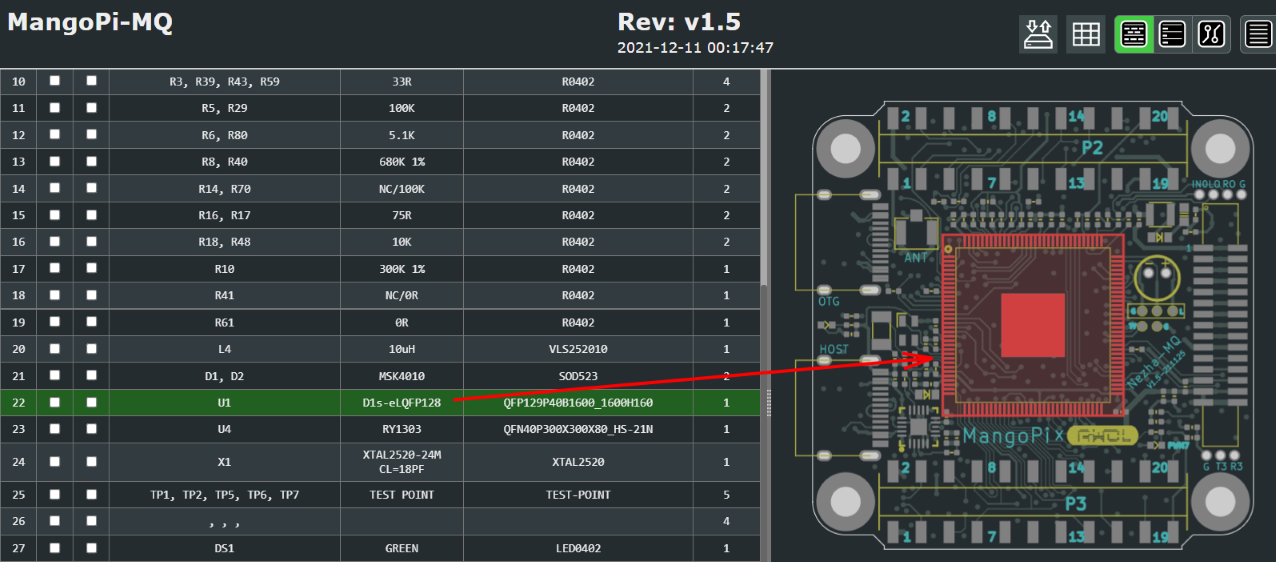 MangoPi-MQ
Rev: v1.5
2021-12-11 00:17:47
10 R3, R39, R43, R59 33R R0402 4
11 R5, R29 100K R0402 2
12 R6, R80 5.1K R0402 2
13 R8, R40 680K 1% R0402 2
14 R14, R70 NC/100K R0402 2
15 R16, R17 75R R0402 2
16 R18, R48 10K R0402 2
17 R10 300K 1% R0402 1
18 R41 NC/0R R0402 1
19 R61 0R R0402 1
20 L4 10uH VLS252010 1
21 D1, D2 MSK4010 SOD523 2
22 U1 D1s-eLQFP128 QFP129P40B1600_1600H160 1
23 U4 RY1303 QFN40P300X300X80_HS-21N 1
24 X1 XTAL2520-24M CL=18PF XTAL2520 1
25 TP1, TP2, TP5, TP6, TP7 TEST POINT TEST-POINT 5
26 , , , 4
27 DS1 GREEN LED0402 1
2 8 14 20
P2
1 7 13 19
IN0LO RO G
ANT
1
OTG
HOST
Nezha-MQ
V1.5-211125
MangoPix AWOL
G T3 R3
2 8 14 20
P3
1 7 13 19